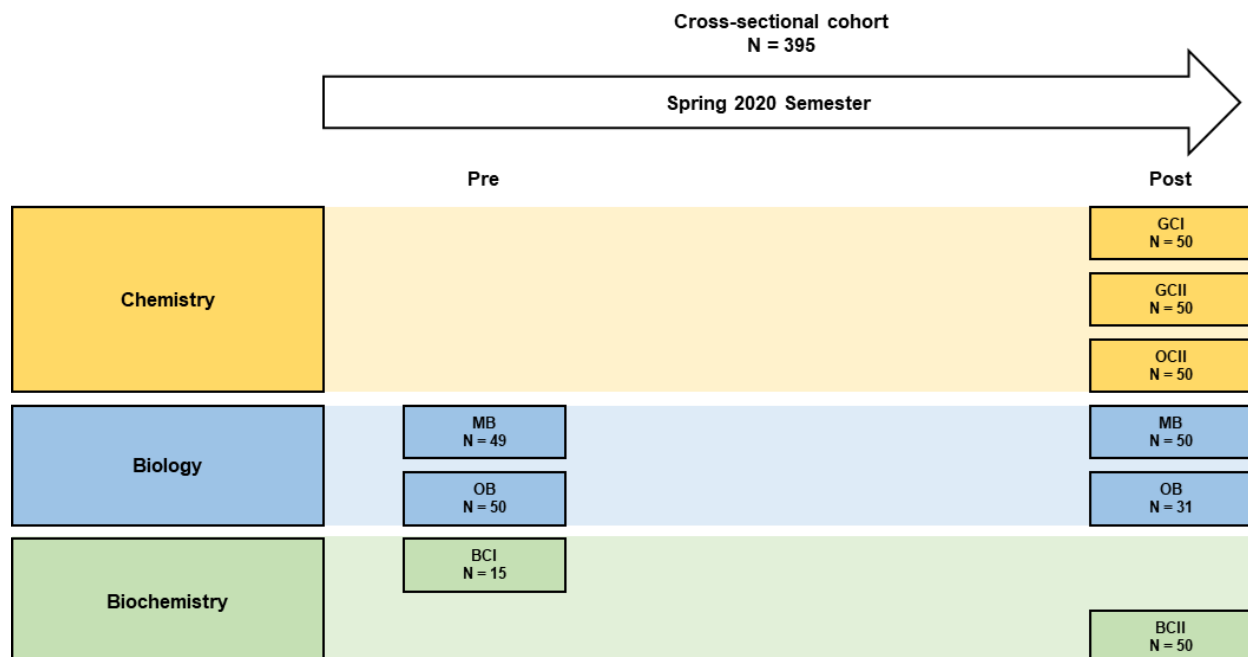 Cross-sectional cohort
N = 395
Spring 2020 Semester
Pre
Post
Chemistry
GCI
N = 50
GCII
N = 50
OCII
N = 50
Biology
MB
N = 49
MB
N = 50
OB
N = 50
OB
N = 31
Biochemistry
BCI
N = 15
BCII
N = 50